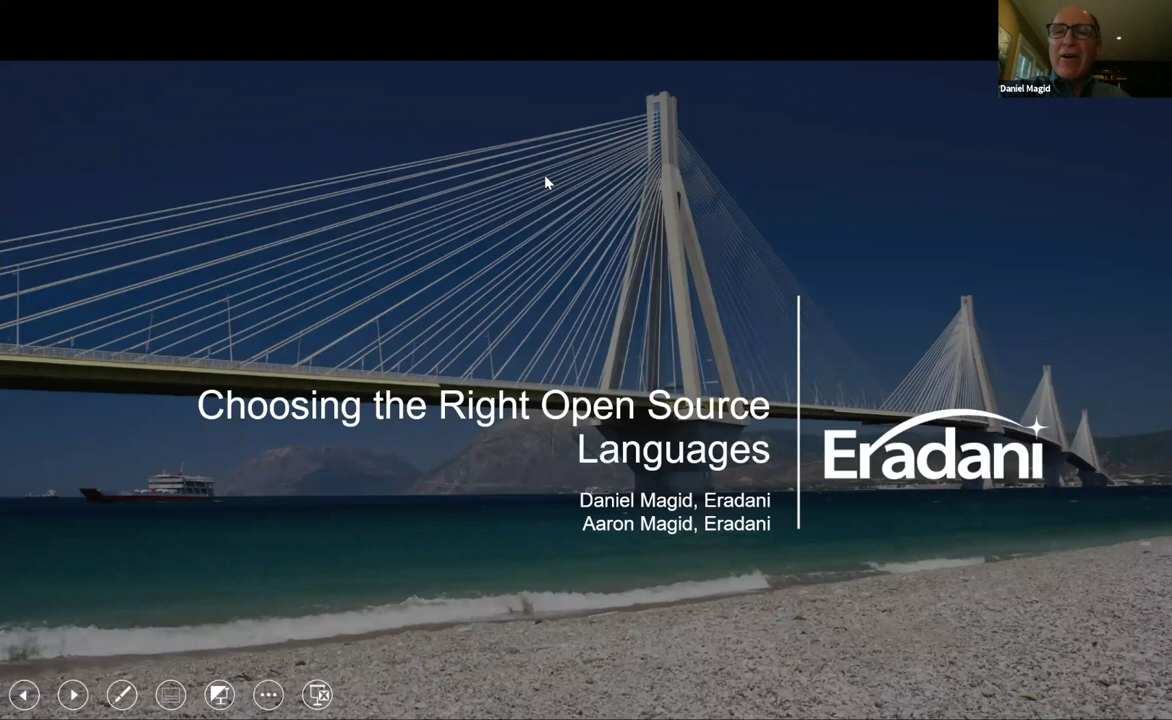 Daniel Magid
Choosing the Right Open Source
Languages
Daniel Magid, Eradani
Aaron Magid, Eradani
Eradani